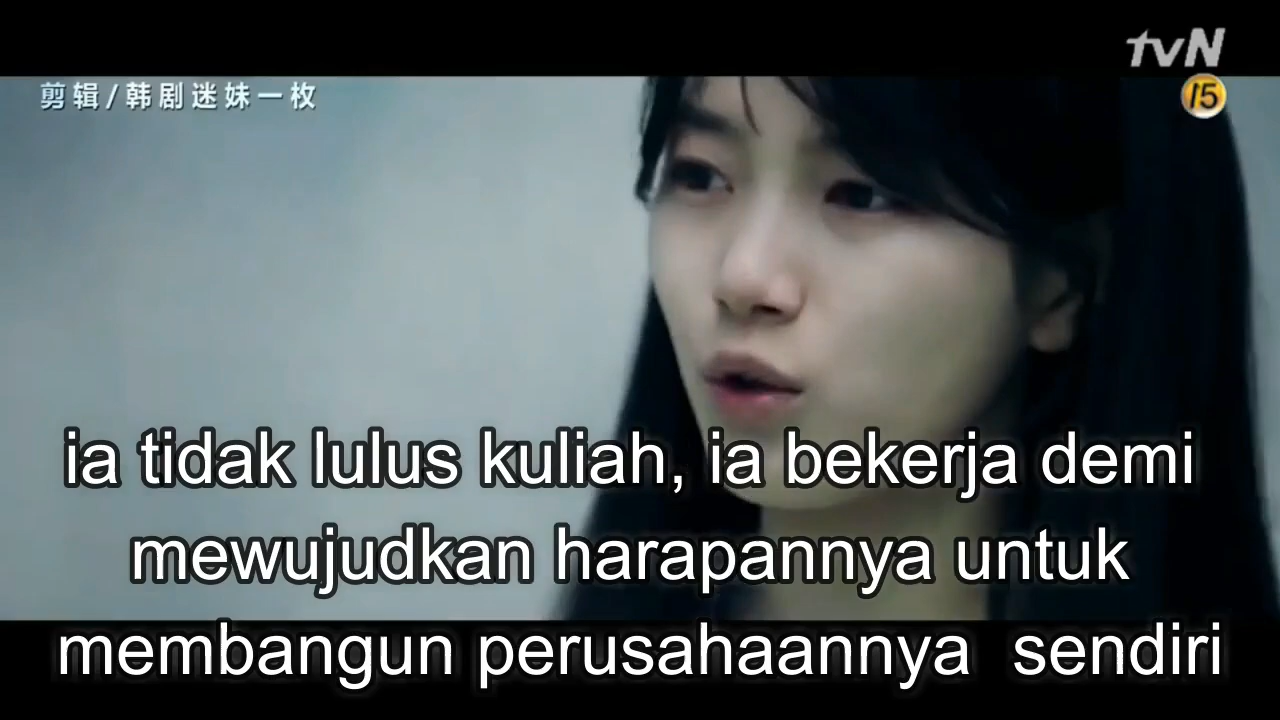 tvN
剪辑/韩剧迷妹一枚
15
ia tidak lulus kuliah, ia bekerja demi
mewujudkan harapannya untuk
membangun perusahaannya  sendiri